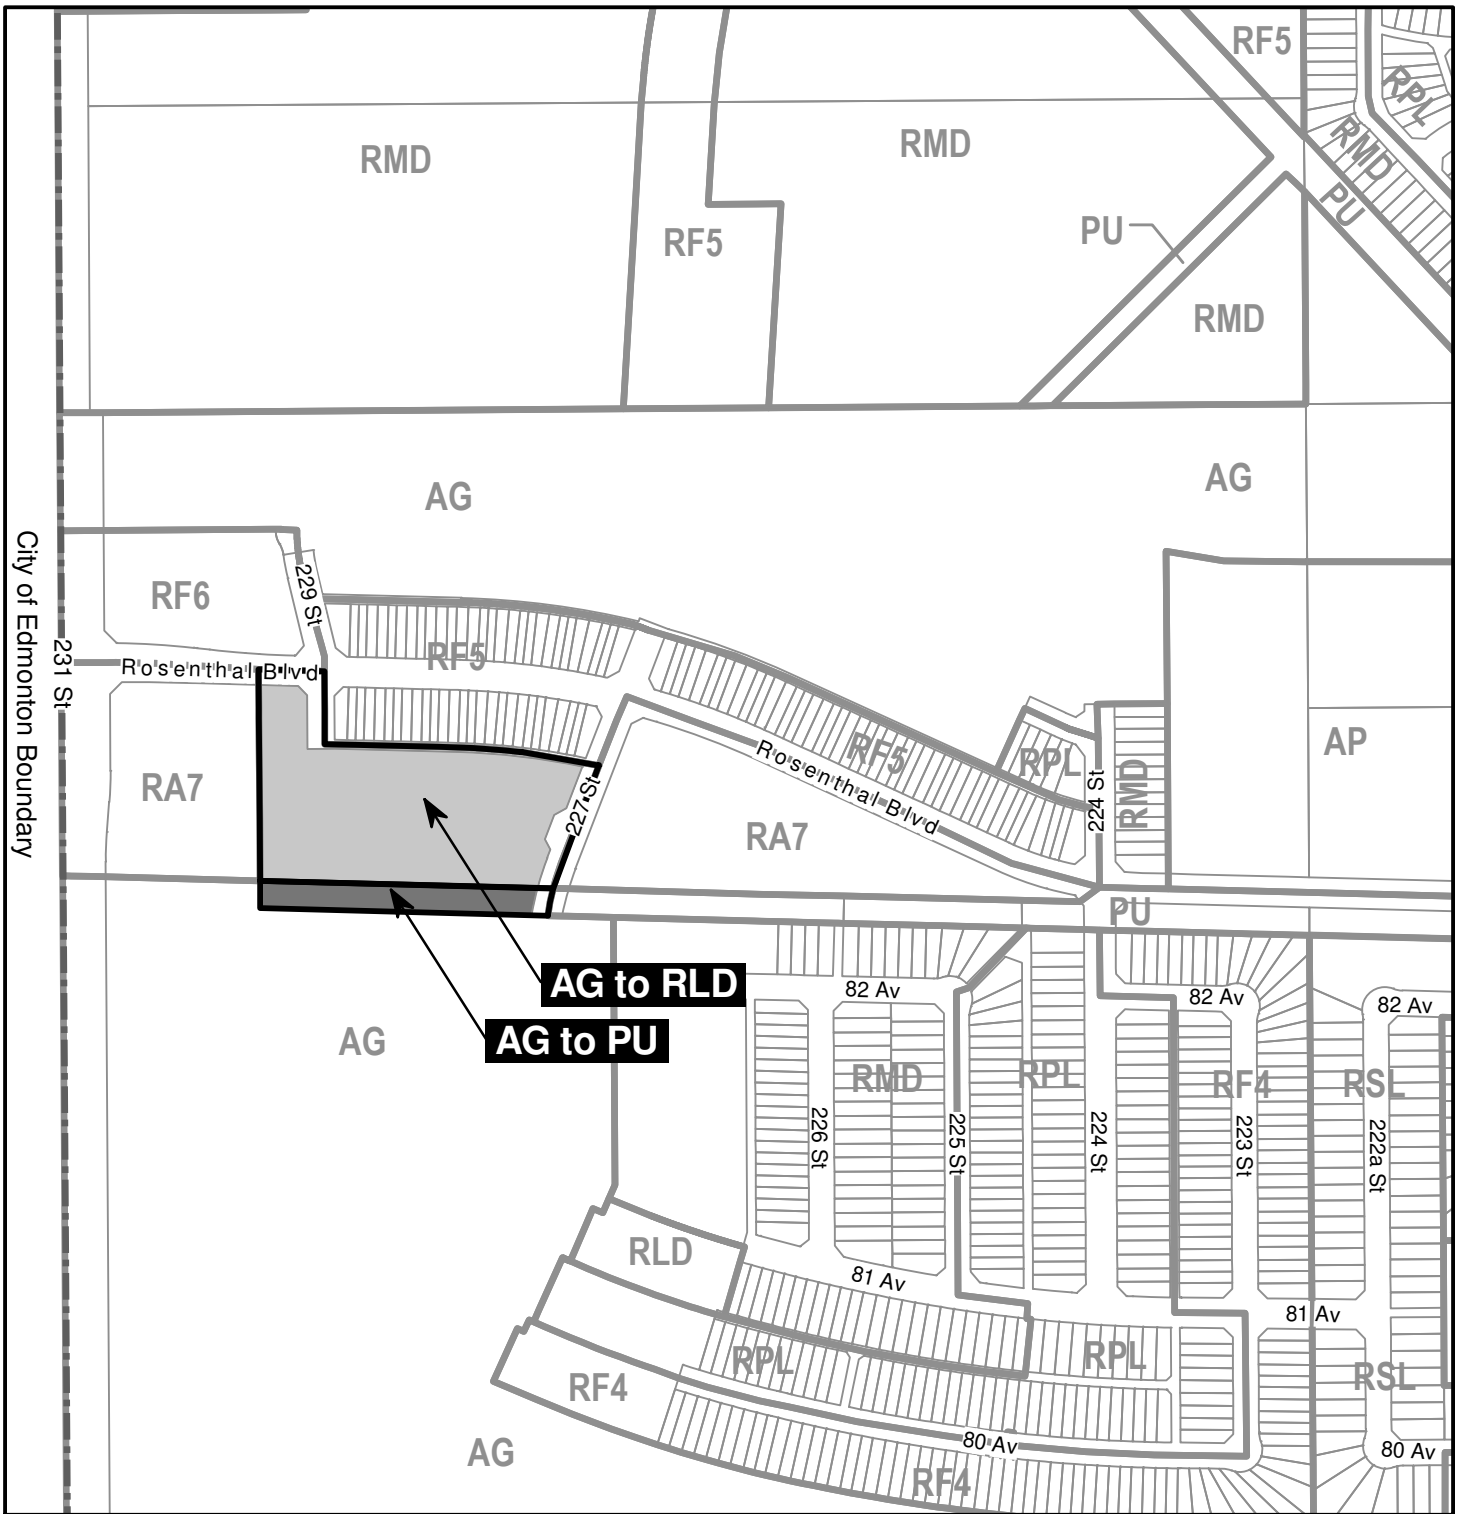 RF5
RPL
RMD
RMD
RMD
PU
PU
RF5
RMD
AG
AG
City of Edmonton Boundary
231 St
RF6
229 St
RF5
Rosenthal Blvd
RA7
227 St
Rosenthal Blvd
RF5
RPL
224 St
RMD
AP
RA7
PU
AG to RLD
AG to PU
AG
82 Av
82 Av
82 Av
RMD
RPL
RF4
RSL
226 St
225 St
224 St
223 St
222a St
RLD
81 Av
81 Av
RPL
RPL
RSL
RF4
80 Av
80 Av
AG
RF4